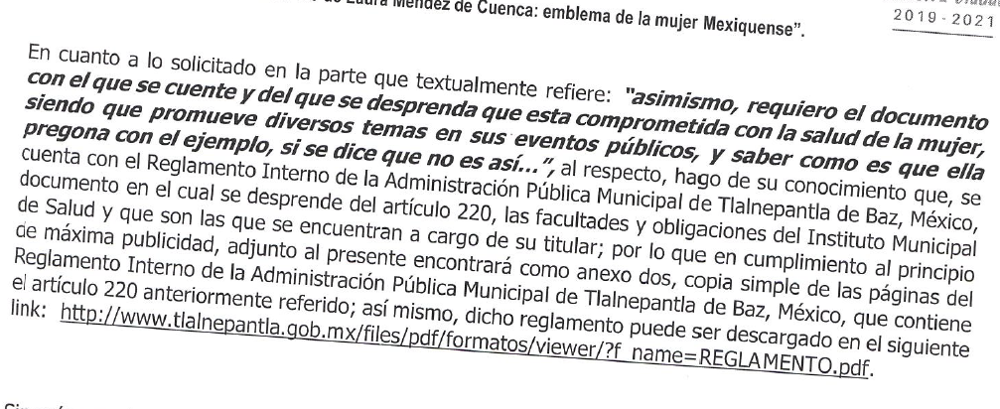 de Laura Méndez de Cuenca: emblema de la mujer Mexiquense”.
2019 - 2021
En cuanto a lo solicitado en la parte que textualmente refiere: "asimismo, requiero el documento
con el que se cuente y del que se desprenda que esta comprometida con la salud de la mujer,
siendo que promueve diversos temas en sus eventos públicos, y saber como es que ella
pregona con el ejemplo, si se dice que no es así...", al respecto, hago de su conocimiento que, se
cuenta con el Reglamento Interno de la Administración Pública Municipal de Tlalnepantla de Baz, México,
documento en el cual se desprende del artículo 220, las facultades y obligaciones del Instituto Municipal
de Salud y que son las que se encuentran a cargo de su titular; por lo que en cumplimiento al principio
de máxima publicidad, adjunto al presente encontrará como anexo dos, copia simple de las páginas del
Reglamento Interno de la Administración Pública Municipal de Tlalnepantla de Baz, México, que contiene
el artículo 220 anteriormente referido; así mismo, dicho reglamento puede ser descargado en el siguiente
link: http://www.tlalnepantla.gob.mx/files/pdf/formatos/viewer/?f_name=REGLAMENTO.pdf.